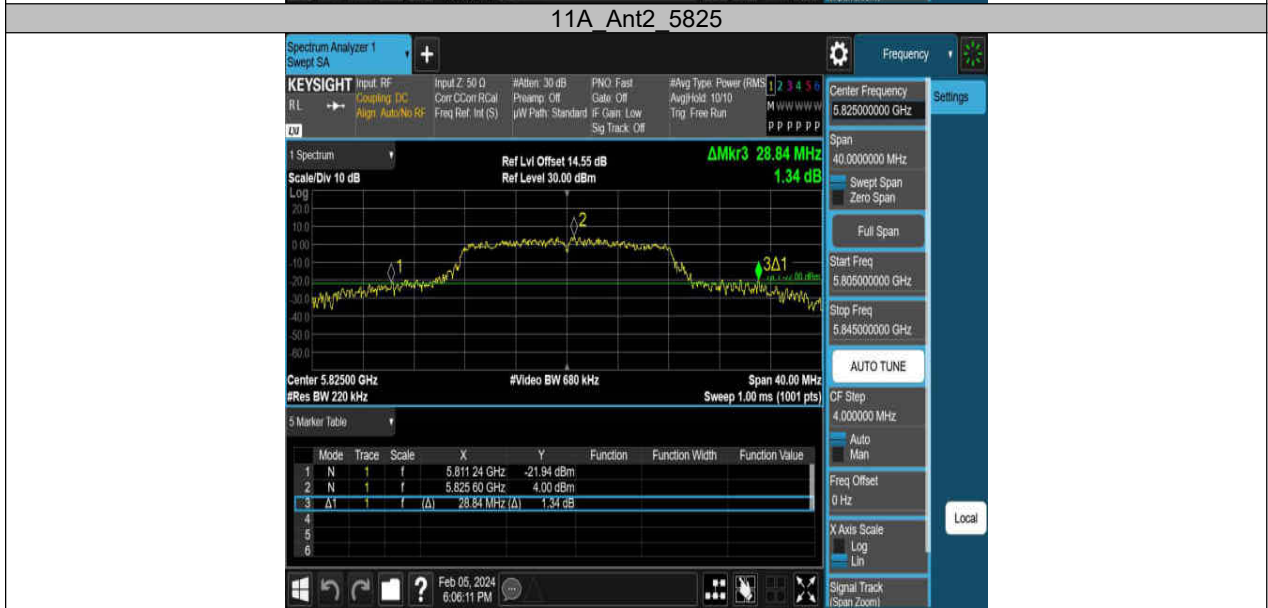 11A_Ant2_5825
Spectrum Analyzer 1
Swept SA
+
Frequency
KEYSIGHT
RL
LXI
Input: RF
Coupling: DC
Align: Auto/No RF
Input Z: 50 Ω
Corr CCorr RCal
Freq Ref: Int (S)
#Atten: 30 dB
Preamp: Off
µW Path: Standard
PNO: Fast
Gate: Off
IF Gain: Low
Sig Track: Off
#Avg Type: Power (RMS
Avg|Hold: 10/10
Trig: Free Run
1 2 3 4 5 6
M W W W W W
P P P P P P
1 Spectrum
Scale/Div 10 dB
Ref Lvl Offset 14.55 dB
Ref Level 30.00 dBm
ΔMkr3 28.84 MHz
1.34 dB
Log
20.0
10.0
0.00
-10.0
-20.0
-30.0
-40.0
-50.0
-60.0
1
2
3Δ1
Center 5.82500 GHz
#Video BW 680 kHz
Span 40.00 MHz
#Res BW 220 kHz
Sweep 1.00 ms (1001 pts)
5 Marker Table
Mode Trace Scale X Y Function Function Width Function Value
1 N 1 f 5.811 24 GHz -21.94 dBm
2 N 1 f 5.825 60 GHz 4.00 dBm
3 Δ1 1 f (Δ) 28.84 MHz (Δ) 1.34 dB
4
5
6
Feb 05, 2024
6:06:11 PM
Center Frequency
5.825000000 GHz
Settings
Span
40.0000000 MHz
Swept Span
Zero Span
Full Span
Start Freq
5.805000000 GHz
Stop Freq
5.845000000 GHz
AUTO TUNE
CF Step
4.000000 MHz
Auto
Man
Freq Offset
0 Hz
X Axis Scale
Log
Lin
Local
Signal Track
(Span Zoom)